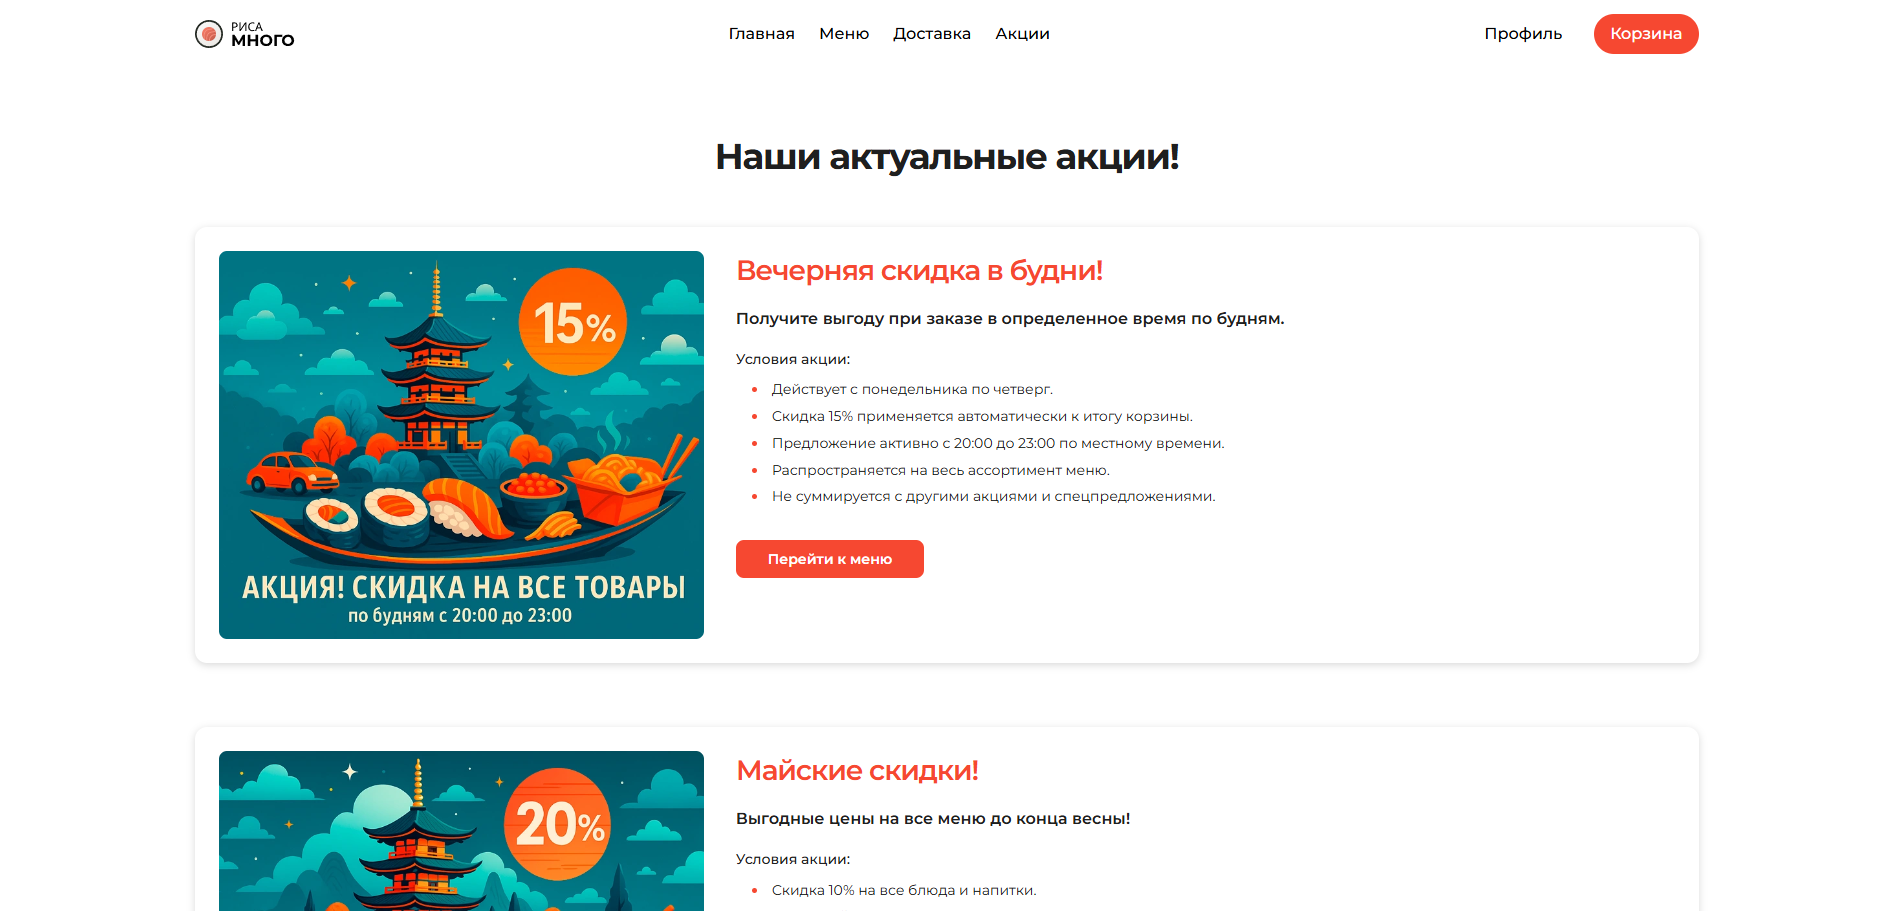 РИСА
МНОГО
Главная Меню Доставка Акции
Профиль Корзина
Наши актуальные акции!
15%
АКЦИЯ! СКИДКА НА ВСЕ ТОВАРЫ
по будням с 20:00 до 23:00
Вечерняя скидка в будни!
Получите выгоду при заказе в определенное время по будням.
Условия акции:
Действует с понедельника по четверг.
Скидка 15% применяется автоматически к итогу корзины.
Предложение активно с 20:00 до 23:00 по местному времени.
Распространяется на весь ассортимент меню.
Не суммируется с другими акциями и спецпредложениями.
Перейти к меню
20%
Майские скидки!
Выгодные цены на все меню до конца весны!
Условия акции:
Скидка 10% на все блюда и напитки.